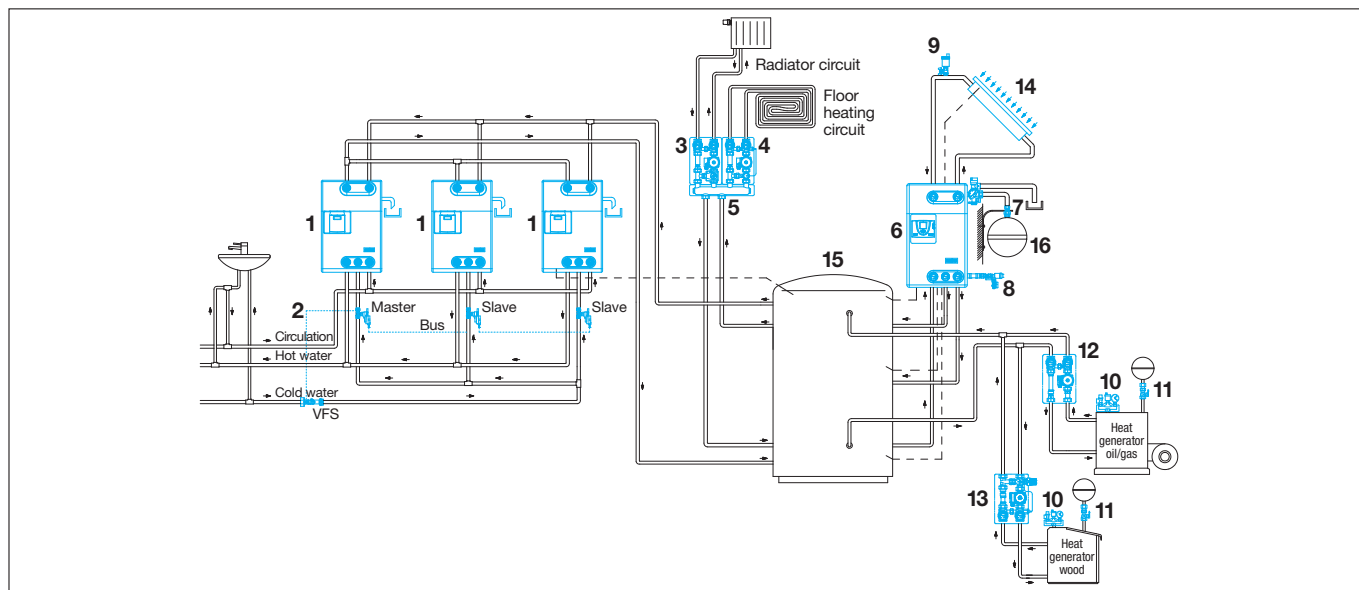 9
14
Radiator circuit
Floor
heating
circuit
3
4
5
1
1
1
6
7
16
8
15
2
Master
Slave
Slave
Bus
Circulation
Hot water
Cold water
VFS
12
10
11
Heat
generator
oil/gas
13
10
11
Heat
generator
wood